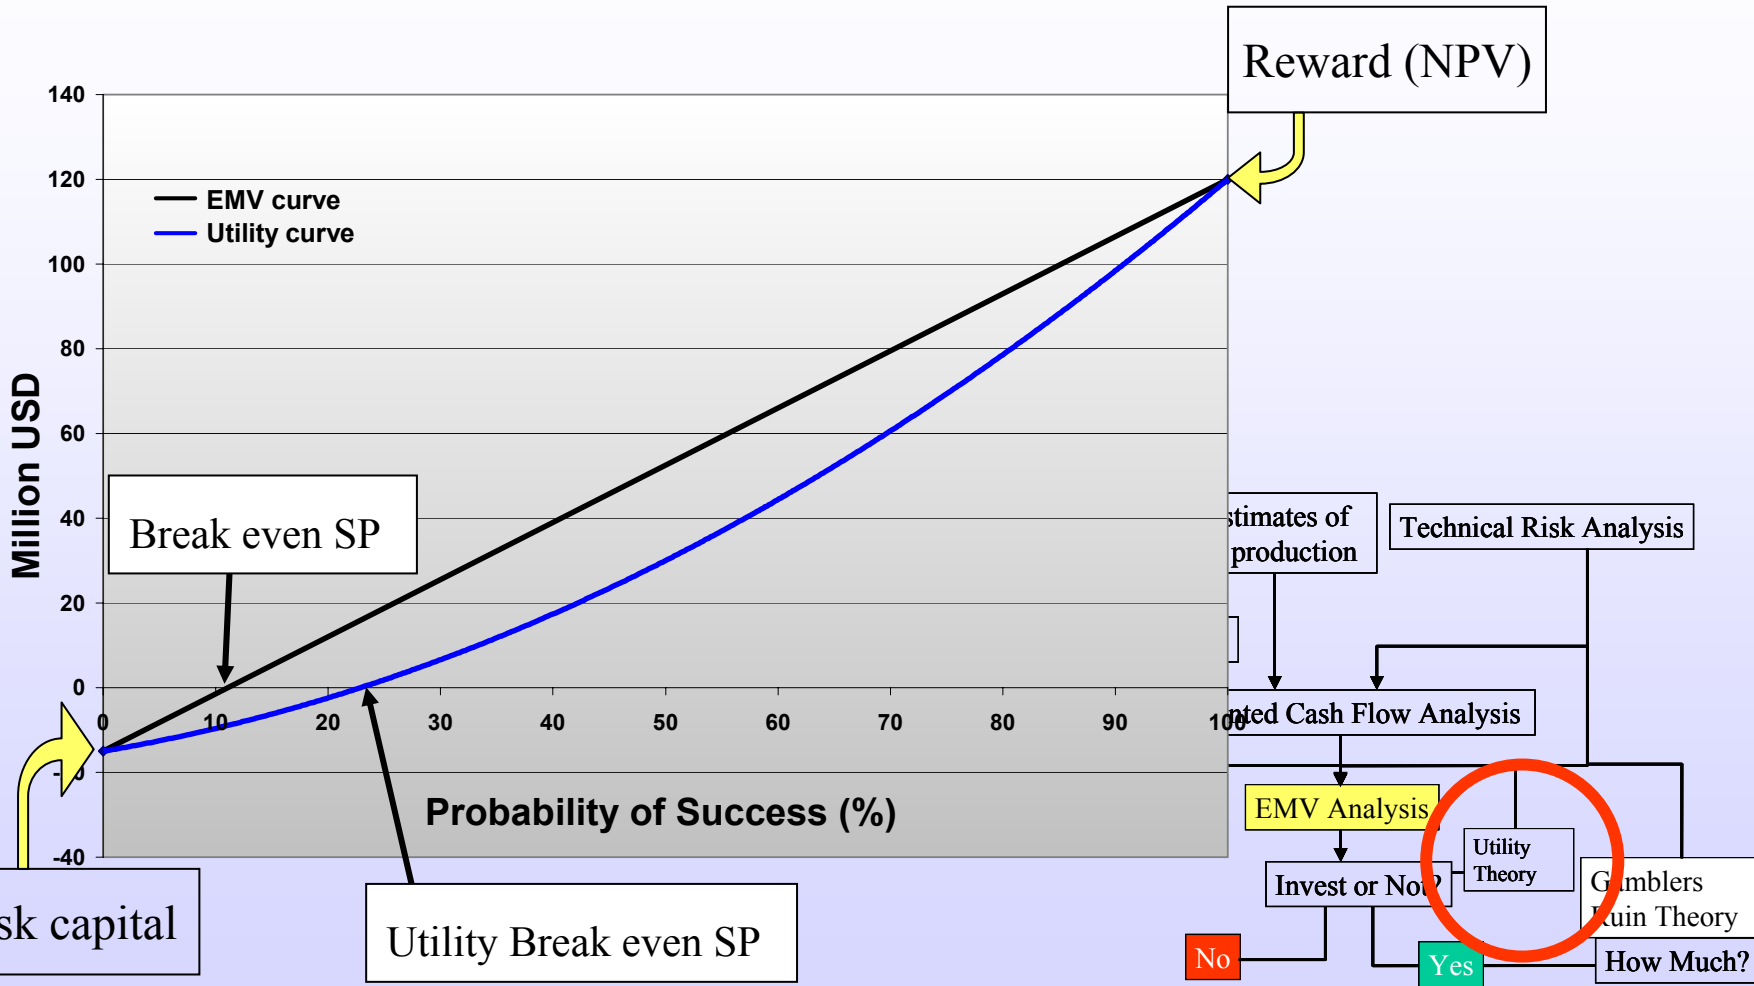 Reward (NPV)
140
120
100
80
60
40
20
0
-40
Million USD
EMV curve
Utility curve
Break even SP
0 10 20 30 40 50 60 70 80 90 100
Probability of Success (%)
sk capital
Utility Break even SP
stimates of
production
Technical Risk Analysis
nted Cash Flow Analysis
EMV Analysis
Utility
Theory
Invest or Not?
Gamblers
Ruin Theory
No
Yes
How Much?